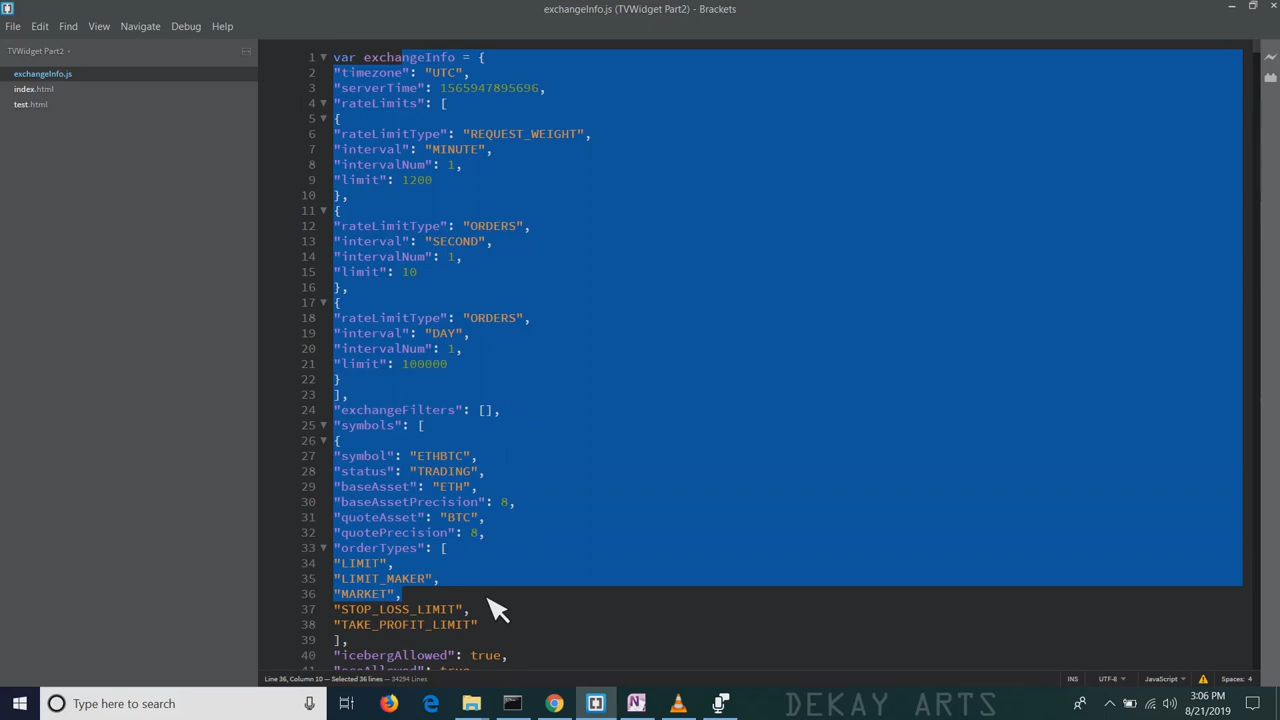 exchangeInfo.js (TVWidget Part2) - Brackets
File Edit Find View Navigate Debug Help
TVWidget Part2
exchangeInfo.js
index.html
test.html
1 var exchangeInfo = {
2 "timezone": "UTC",
3 "serverTime": 1565947895696,
4 "rateLimits": [
5 {
6 "rateLimitType": "REQUEST_WEIGHT",
7 "interval": "MINUTE",
8 "intervalNum": 1,
9 "limit": 1200
10 },
11 {
12 "rateLimitType": "ORDERS",
13 "interval": "SECOND",
14 "intervalNum": 1,
15 "limit": 10
16 },
17 {
18 "rateLimitType": "ORDERS",
19 "interval": "DAY",
20 "intervalNum": 1,
21 "limit": 100000
22 }
23 ],
24 "exchangeFilters": [],
25 "symbols": [
26 {
27 "symbol": "ETHBTC",
28 "status": "TRADING",
29 "baseAsset": "ETH",
30 "baseAssetPrecision": 8,
31 "quoteAsset": "BTC",
32 "quotePrecision": 8,
33 "orderTypes": [
34 "LIMIT",
35 "LIMIT_MAKER",
36 "MARKET",
37 "STOP_LOSS_LIMIT",
38 "TAKE_PROFIT_LIMIT"
39 ],
40 "icebergAllowed": true,
Line 36, Column 10 — Selected 36 lines — 34294 Lines
INS UTF-8 JavaScript Spaces: 4
Type here to search
DEKAY ARTS
3:06 PM
8/21/2019